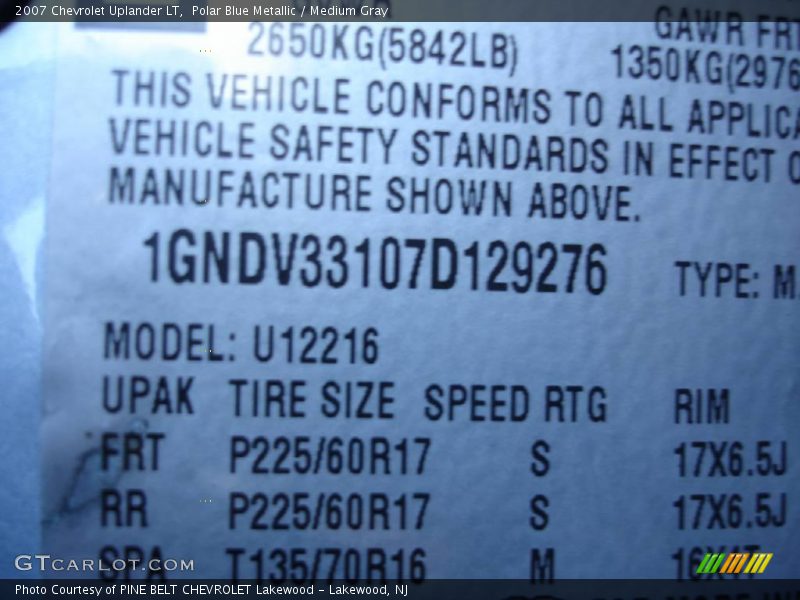 2007 Chevrolet Uplander LT, Polar Blue Metallic / Medium Gray
GAWR FRT
2650KG(5842LB) 1350KG(2976
THIS VEHICLE CONFORMS TO ALL
VEHICLE SAFETY STANDARDS IN EFFECT
MANUFACTURE SHOWN ABOVE.
1GNDV33107D129276 TYPE: M
MODEL: U12216
UPAK TIRE SIZE SPEED RTG RIM
FRT P225/60R17 S 17X6.5J
RR P225/60R17 S 17X6.5J
SPA T135/70R16 M
GTCARLOT.COM
Photo Courtesy of PINE BELT CHEVROLET Lakewood - Lakewood, NJ